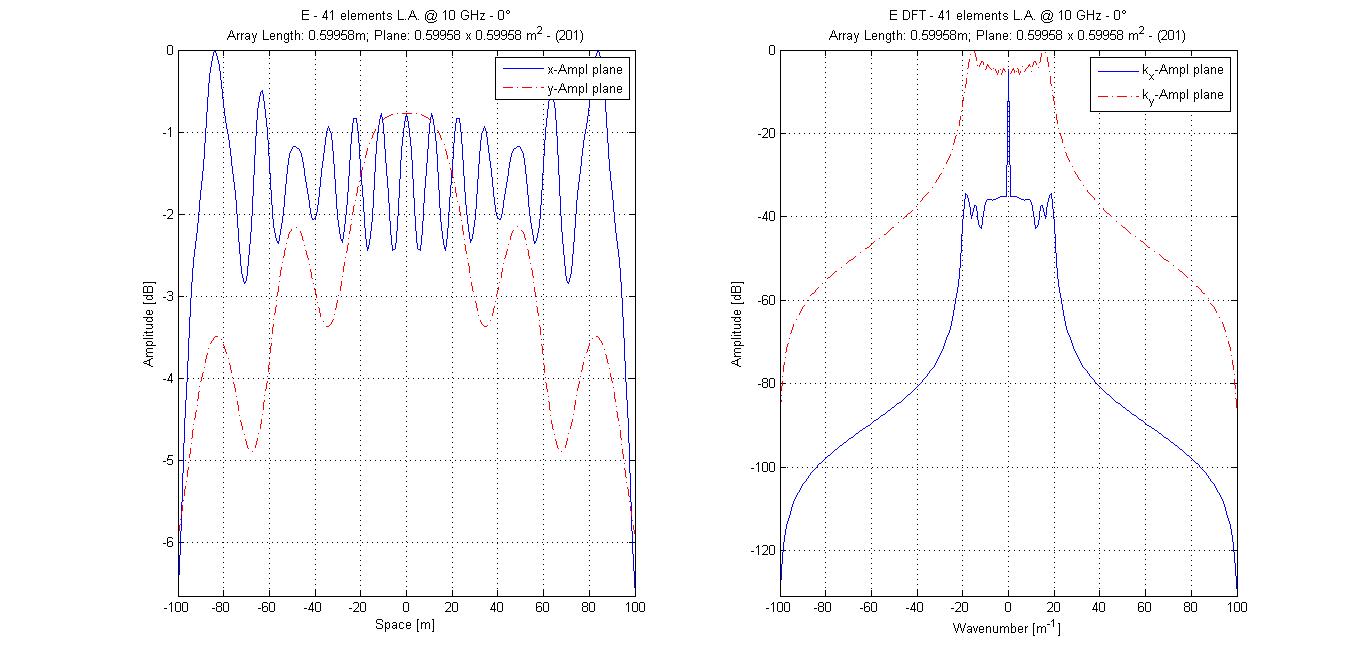 E - 41 elements L.A. @ 10 GHz - 0°
Array Length: 0.59958m; Plane: 0.59958 x 0.59958 m² - (201)
0
-1
-2
-3
-4
-5
-6
Amplitude [dB]
x-Ampl plane
y-Ampl plane
-100 -80 -60 -40 -20 0 20 40 60 80 100
Space [m]
E DFT - 41 elements L.A. @ 10 GHz - 0°
Array Length: 0.59958m; Plane: 0.59958 x 0.59958 m² - (201)
0
-20
-40
-60
-80
-100
-120
Amplitude [dB]
kx-Ampl plane
ky-Ampl plane
-100 -80 -60 -40 -20 0 20 40 60 80 100
Wavenumber [m⁻¹]